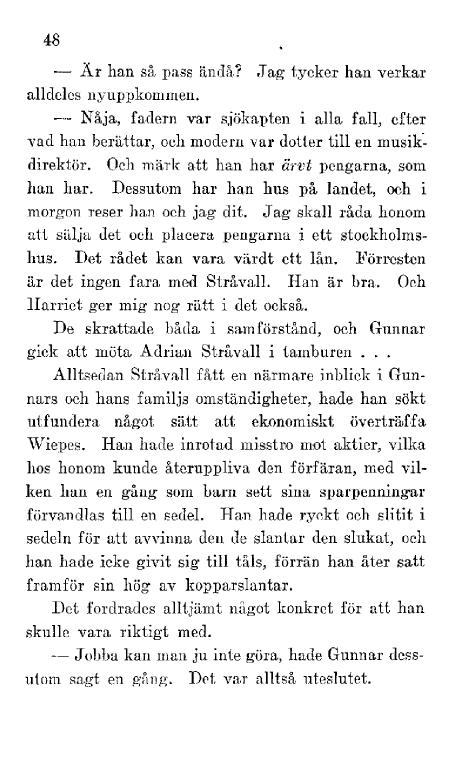 48
— Är han så pass ändå? Jag tycker han verkar
alldeles nyuppkommen.
— Nåja, fadern var sjökapten i alla fall, efter
vad han berättar, och modern var dotter till en musik-
direktör. Och märk att han har ärvt pengarna, som
han har. Dessutom har han hus på landet, och i
morgon reser han och jag dit. Jag skall råda honom
att sälja det och placera pengarna i ett stockholms-
hus. Det rådet kan vara värdt ett lån. Förresten
är det ingen fara med Stråvall. Han är bra. Och
Harriet ger mig nog rätt i det också.
De skrattade båda i samförstånd, och Gunnar
gick att möta Adrian Stråvall i tamburen . . .
Alltsedan Stråvall fått en närmare inblick i Gun-
nars och hans familjs omständigheter, hade han sökt
utfundera något sätt att ekonomiskt överträffa
Wiepes. Han hade inrotad misstro mot aktier, vilka
hos honom kunde återuppliva den förfäran, med vil-
ken han en gång som barn sett sina sparpenningar
förvandlas till en sedel. Han hade ryckt och slitit i
sedeln för att avvinna den de slantar den slukat, och
han hade icke givit sig till tåls, förrän han åter satt
framför sin hög av kopparslantar.
Det fordrades alltjämt något konkret för att han
skulle vara riktigt med.
— Jobba kan man ju inte göra, hade Gunnar dess-
utom sagt en gång. Det var alltså uteslutet.